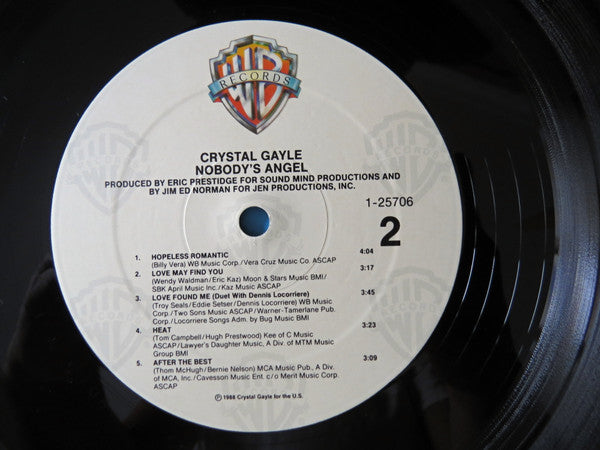 WB
RECORDS
CRYSTAL GAYLE
NOBODY'S ANGEL
PRODUCED BY ERIC PRESTIDGE FOR SOUND MIND PRODUCTIONS AND
BY JIM ED NORMAN FOR JEN PRODUCTIONS, INC.
1-25706
2
1. HOPELESS ROMANTIC 4:04
(Billy Vera) WB Music Corp./Vera Cruz Music Co. ASCAP
2. LOVE MAY FIND YOU 3:17
(Wendy Waldman/Eric Kaz) Moon & Stars Music BMI/
SBK April Music Inc./Kaz Music ASCAP
3. LOVE FOUND ME (Duet With Dennis Locorriere) 3:45
(Troy Seals/Eddie Setser/Dennis Locorriere) WB Music
Corp./Two Sons Music ASCAP/Warner-Tamerlane Pub.
Corp./Locorriere Songs Adm. by Bug Music BMI
4. HEAT 3:23
(Tom Campbell/Hugh Prestwood) Kee of C Music
ASCAP/Lawyer's Daughter Music, A Div. of MTM Music
Group BMI
5. AFTER THE BEST 3:09
(Thom McHugh/Bernie Nelson) MCA Music Pub., A Div.
of MCA, Inc./Cavesson Music Ent. c/o Merit Music Corp.
ASCAP
℗1988 Crystal Gayle for the U.S.